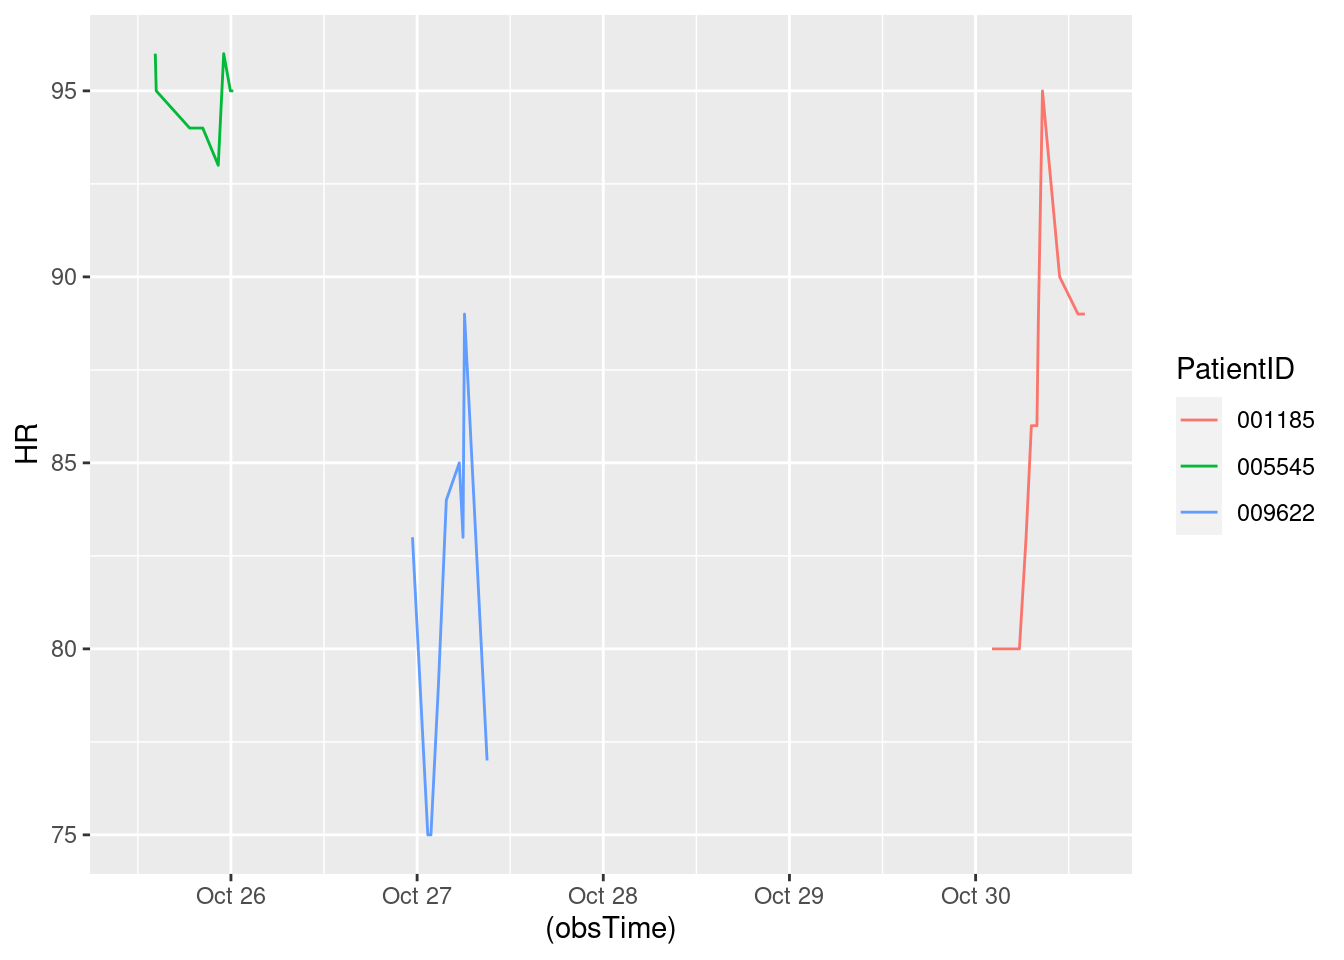 95
90
85
80
75
HR
Oct 26
Oct 27
Oct 28
Oct 29
Oct 30
(obsTime)
PatientID
001185
005545
009622